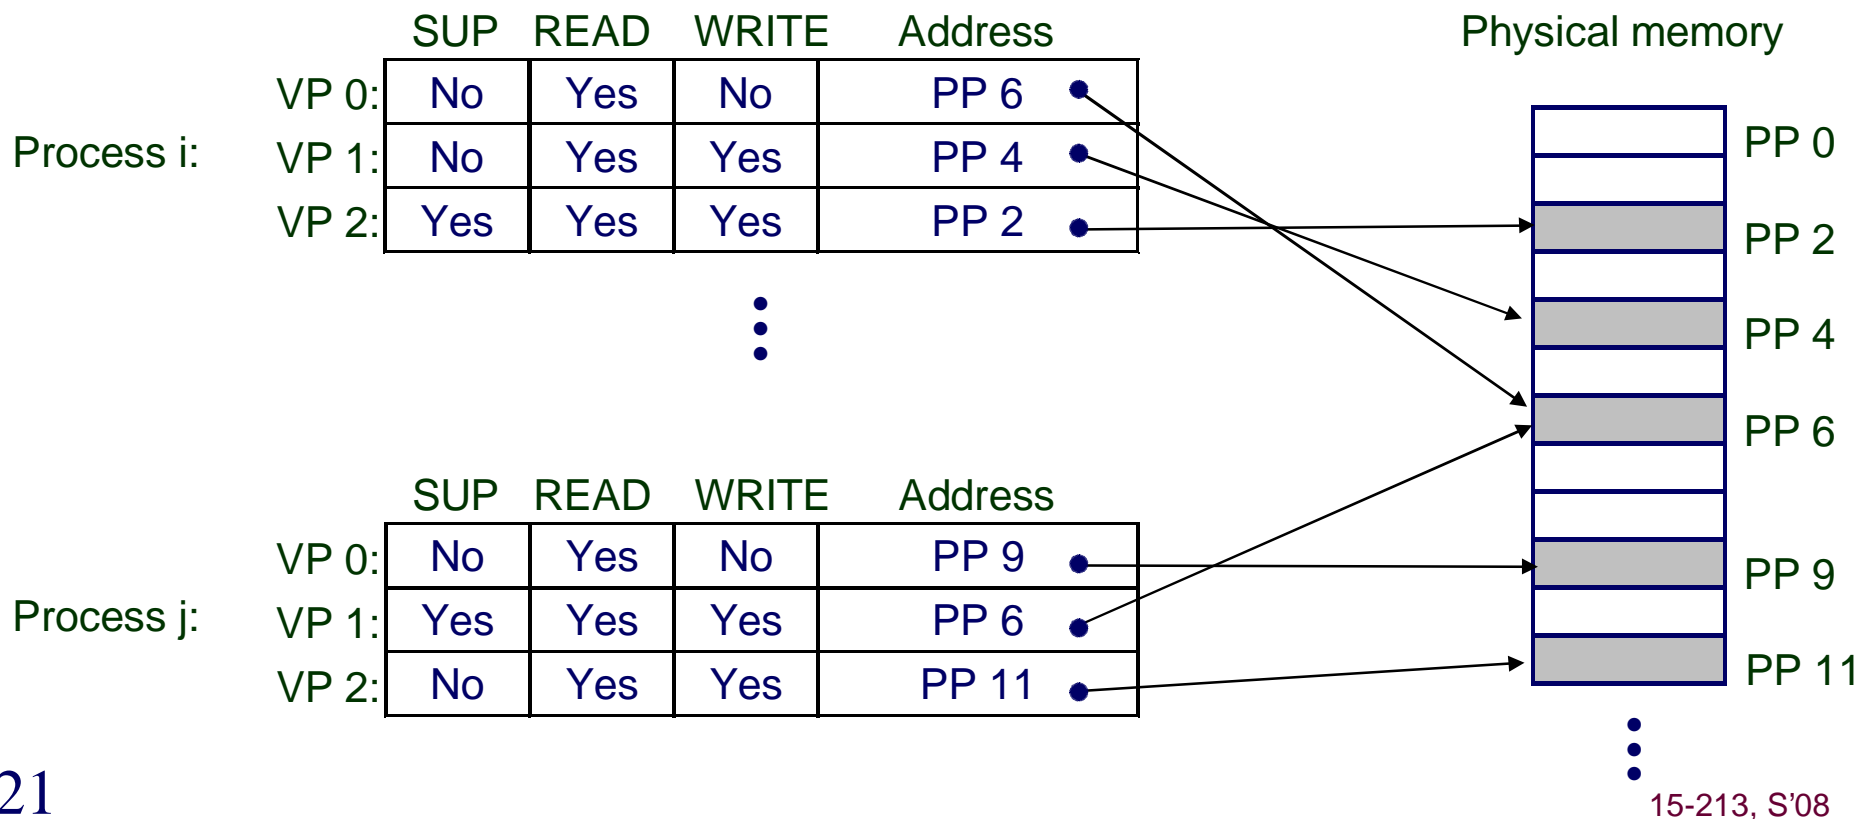 SUP READ WRITE Address Physical memory
VP 0: No Yes No PP 6
PP 0
Process i: VP 1: No Yes Yes PP 4
VP 2: Yes Yes Yes PP 2
PP 2
PP 4
PP 6
SUP READ WRITE Address
VP 0: No Yes No PP 9
PP 9
Process j: VP 1: Yes Yes Yes PP 6
VP 2: No Yes Yes PP 11
PP 11
21
15-213, S'08